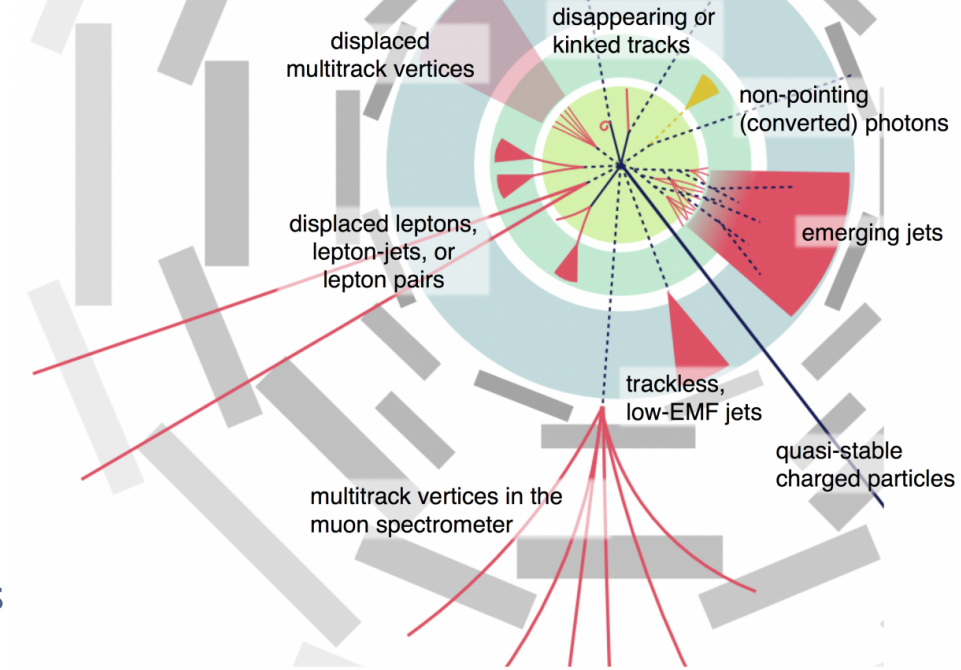 disappearing or
kinked tracks
displaced
multitrack vertices
non-pointing
(converted) photons
displaced leptons,
lepton-jets, or
lepton pairs
emerging jets
trackless,
low-EMF jets
quasi-stable
charged particles
multitrack vertices in the
muon spectrometer
s